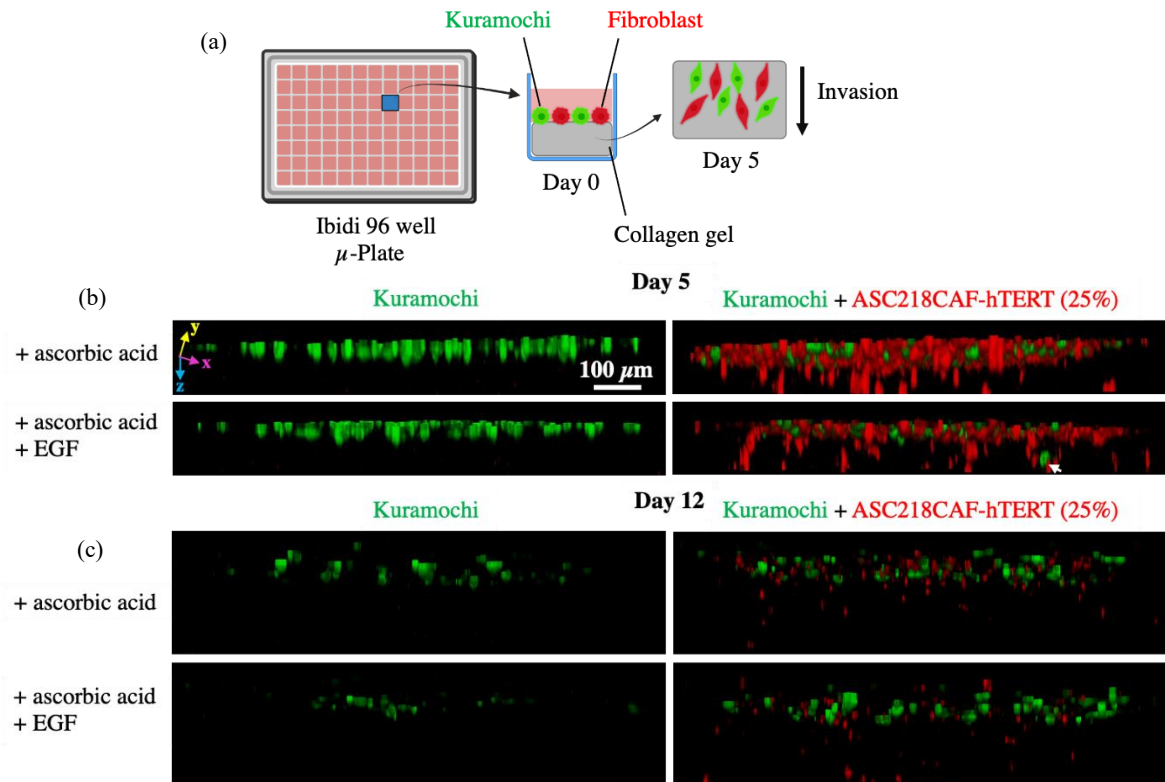 (a)
Kuramochi
Fibroblast
Invasion
Day 0
Day 5
Ibidi 96 well
µ-Plate
Collagen gel
Day 5
(b)
Kuramochi
Kuramochi + ASC218CAF-hTERT (25%)
+ ascorbic acid
y
x
z
100 µm
+ ascorbic acid
+ EGF
Day 12
Kuramochi
Kuramochi + ASC218CAF-hTERT (25%)
(c)
+ ascorbic acid
+ ascorbic acid
+ EGF